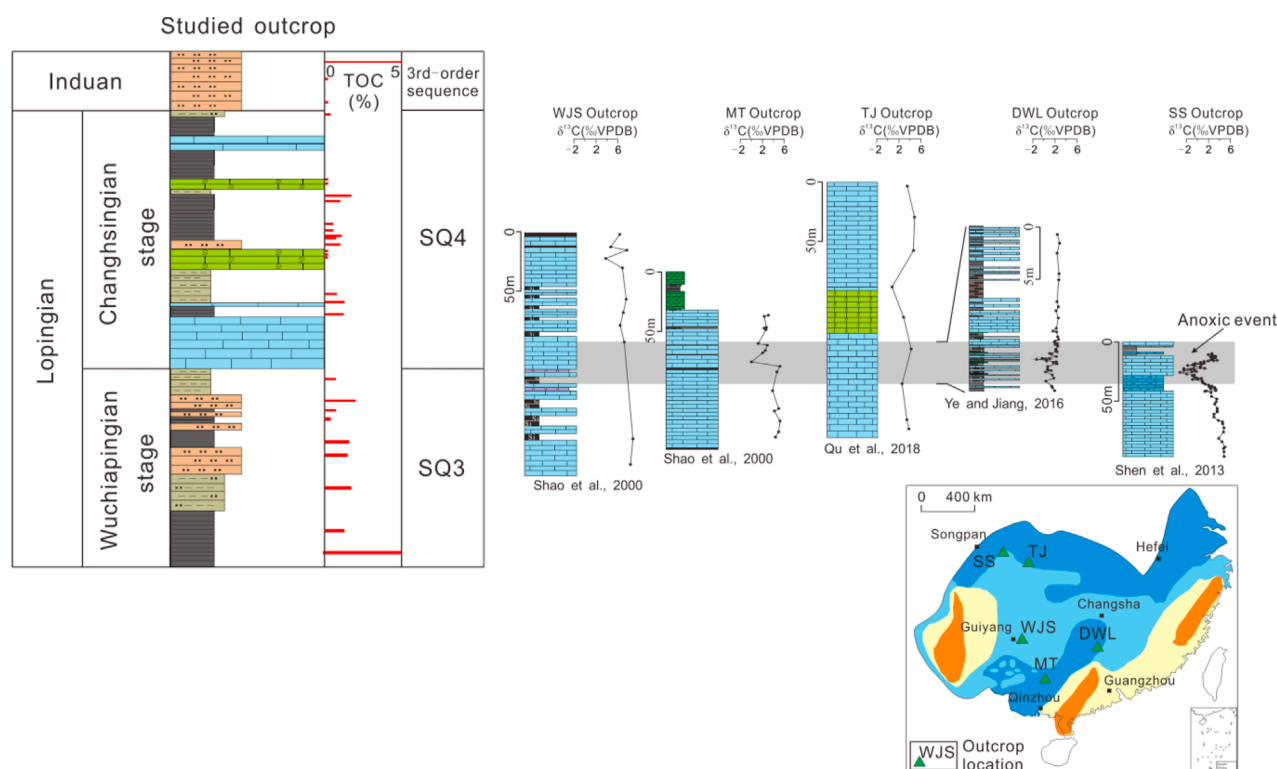 Studied outcrop
Induan
0 5
TOC
(%)
3rd-order
sequence
Lopingian
Changhsingian
stage
SQ4
Wuchiapingian
stage
SQ3
WJS Outcrop
δ¹³C(‰VPDB)
-2 2 6
0
50m
Si
Si
Shao et al., 2000
MT Outcrop
δ¹³C(‰VPDB)
-2 2 6
0
50m
Shao et al., 2000
TJ Outcrop
δ¹³C(‰VPDB)
-2 2 6
0
50m
Qu et al., 2018
DWL Outcrop
δ¹³C(‰VPDB)
-2 2 6
0
5m
Ye and Jiang, 2016
SS Outcrop
δ¹³C(‰VPDB)
-2 2 6
Anoxic event
0
50m
Shen et al., 2013
0 400 km
Songpan
Hefei
SS
TJ
Changsha
Guiyang
WJS
DWL
MT
Guangzhou
Qinzhou
WJS
Outcrop
location